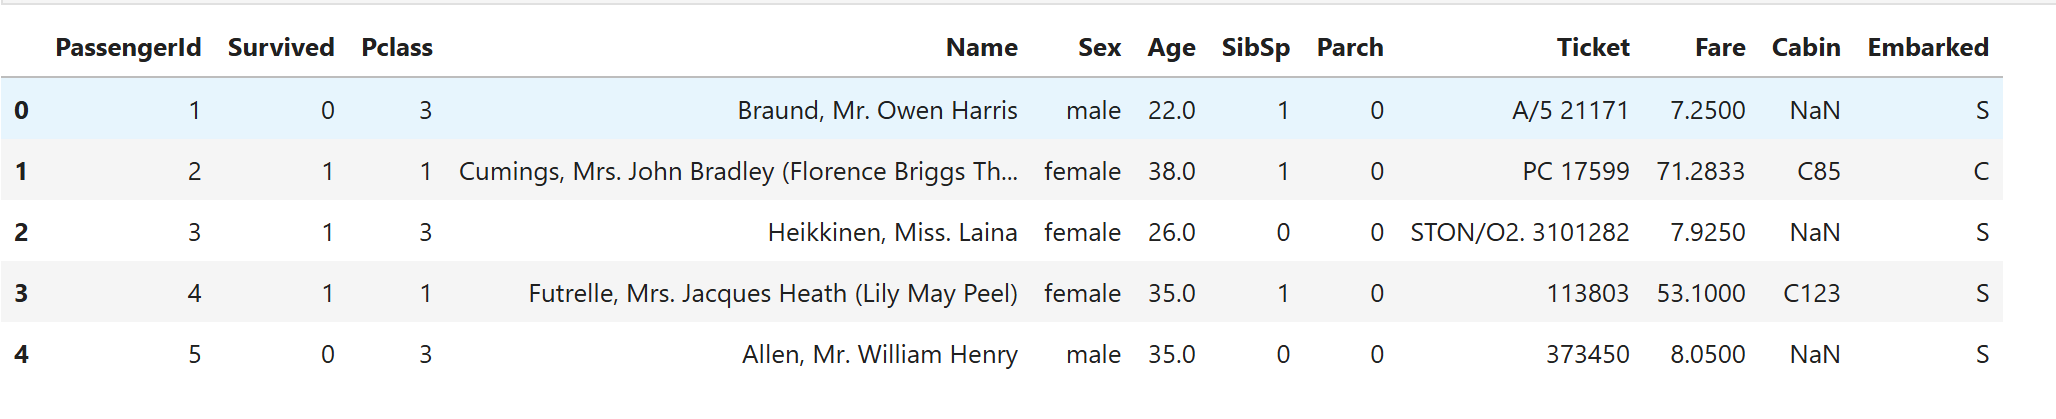 PassengerId Survived Pclass Name Sex Age SibSp Parch Ticket Fare Cabin Embarked
0 1 0 3 Braund, Mr. Owen Harris male 22.0 1 0 A/5 21171 7.2500 NaN S
1 2 1 1 Cumings, Mrs. John Bradley (Florence Briggs Th... female 38.0 1 0 PC 17599 71.2833 C85 C
2 3 1 3 Heikkinen, Miss. Laina female 26.0 0 0 STON/O2. 3101282 7.9250 NaN S
3 4 1 1 Futrelle, Mrs. Jacques Heath (Lily May Peel) female 35.0 1 0 113803 53.1000 C123 S
4 5 0 3 Allen, Mr. William Henry male 35.0 0 0 373450 8.0500 NaN S